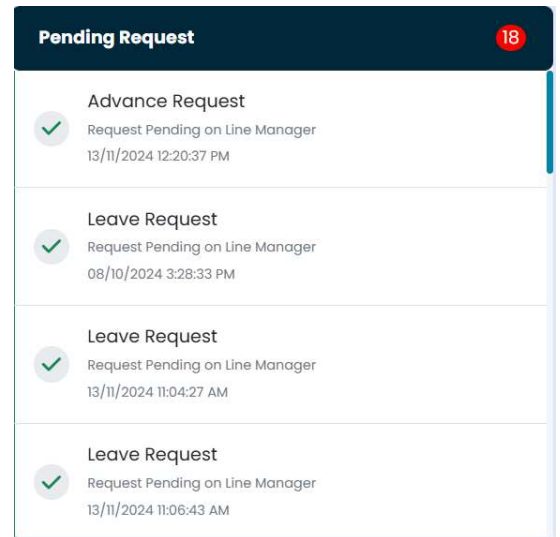 Pending Request 18
Advance Request
Request Pending on Line Manager
13/11/2024 12:20:37 PM
Leave Request
Request Pending on Line Manager
08/10/2024 3:28:33 PM
Leave Request
Request Pending on Line Manager
13/11/2024 11:04:27 AM
Leave Request
Request Pending on Line Manager
13/11/2024 11:06:43 AM